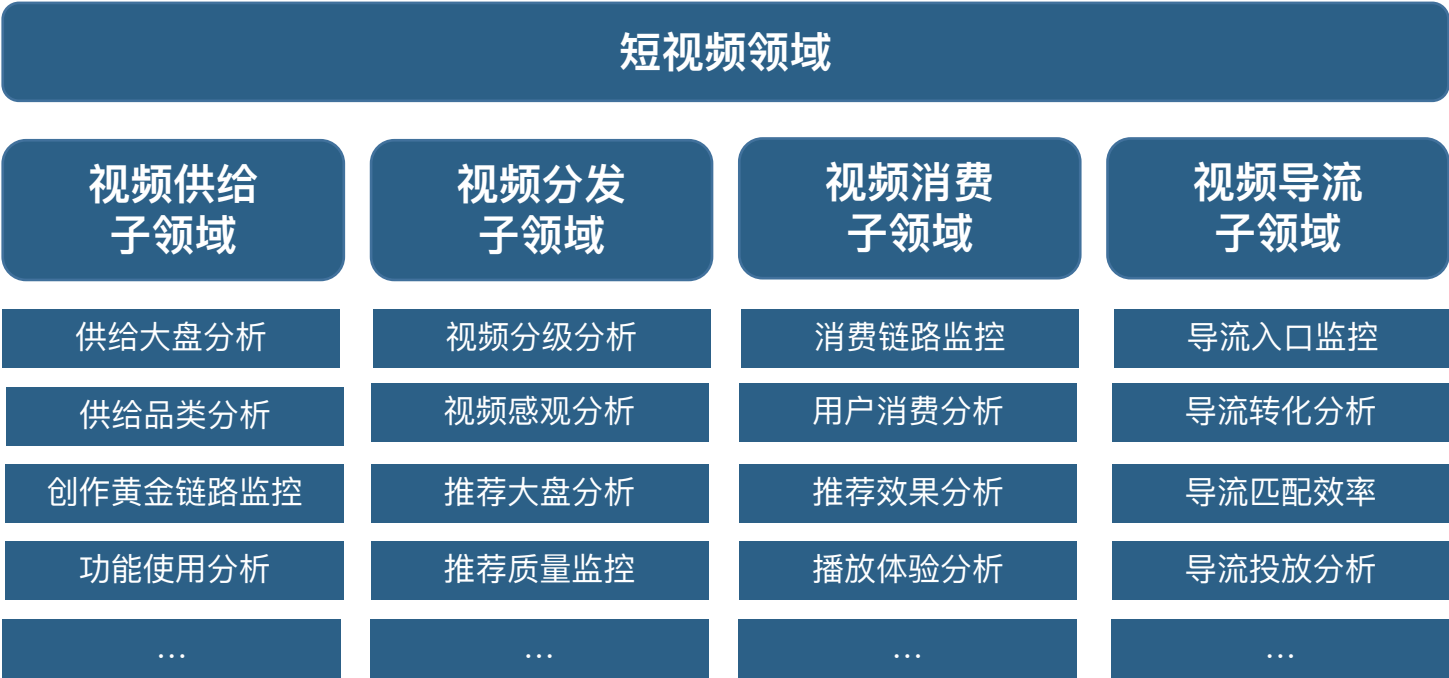 短视频领域
视频供给
子领域
视频分发
子领域
视频消费
子领域
视频导流
子领域
供给大盘分析
视频分级分析
消费链路监控
导流入口监控
供给品类分析
视频感观分析
用户消费分析
导流转化分析
创作黄金链路监控
推荐大盘分析
推荐效果分析
导流匹配效率
功能使用分析
推荐质量监控
播放体验分析
导流投放分析
...
...
...
...